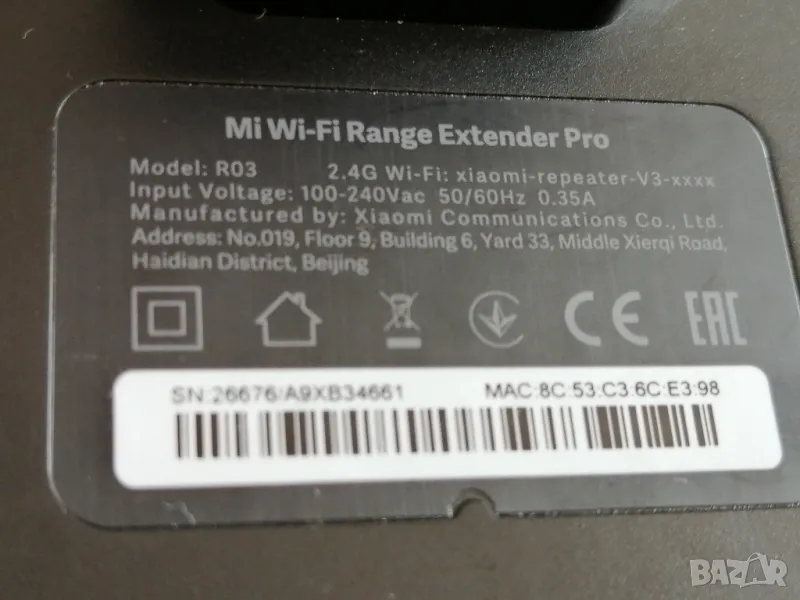 Mi Wi-Fi Range Extender Pro
Model: R03 2.4G Wi-Fi: xiaomi-repeater-V3-xxxx
Input Voltage: 100-240Vac 50/60Hz 0.35A
Manufactured by: Xiaomi Communications Co., Ltd.
Address: No.019, Floor 9, Building 6, Yard 33, Middle Xierqi Road,
Haidian District, Beijing
CE EAC
SN:26676/A9XB34661 MAC:8C:53:C3:6C:E3:98
BAZAR